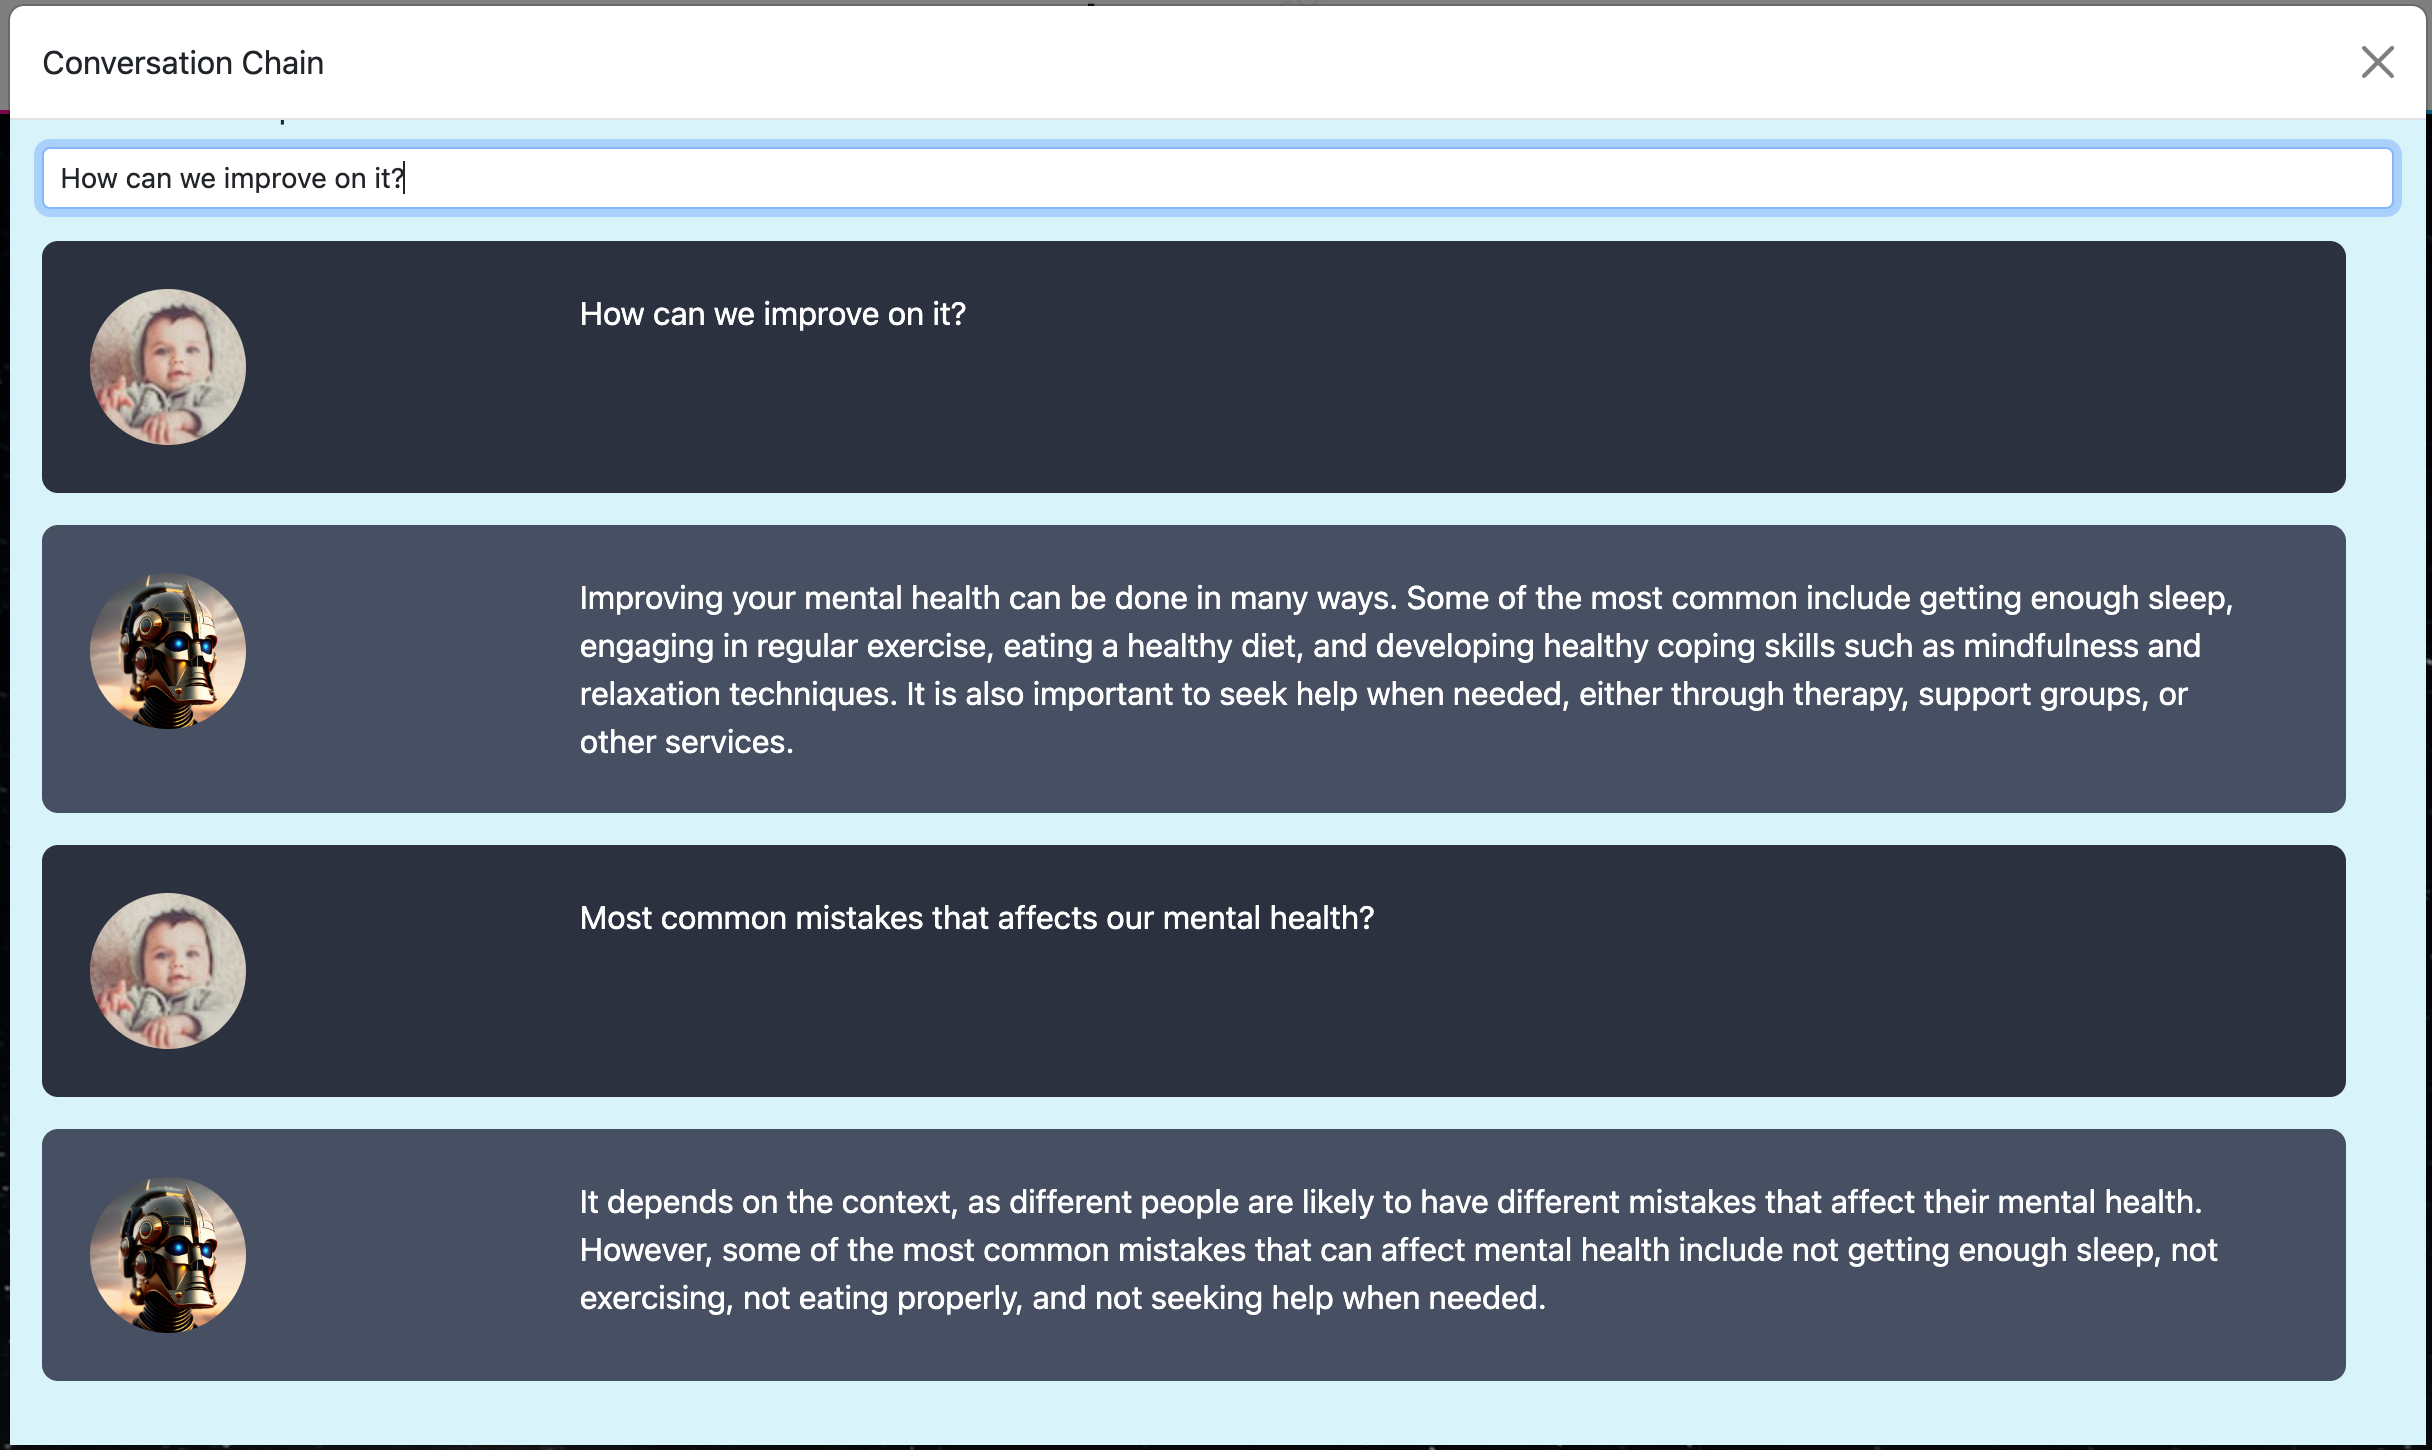 Conversation Chain
How can we improve on it?
How can we improve on it?
Improving your mental health can be done in many ways. Some of the most common include getting enough sleep,
engaging in regular exercise, eating a healthy diet, and developing healthy coping skills such as mindfulness and
relaxation techniques. It is also important to seek help when needed, either through therapy, support groups, or
other services.
Most common mistakes that affects our mental health?
It depends on the context, as different people are likely to have different mistakes that affect their mental health.
However, some of the most common mistakes that can affect mental health include not getting enough sleep, not
exercising, not eating properly, and not seeking help when needed.